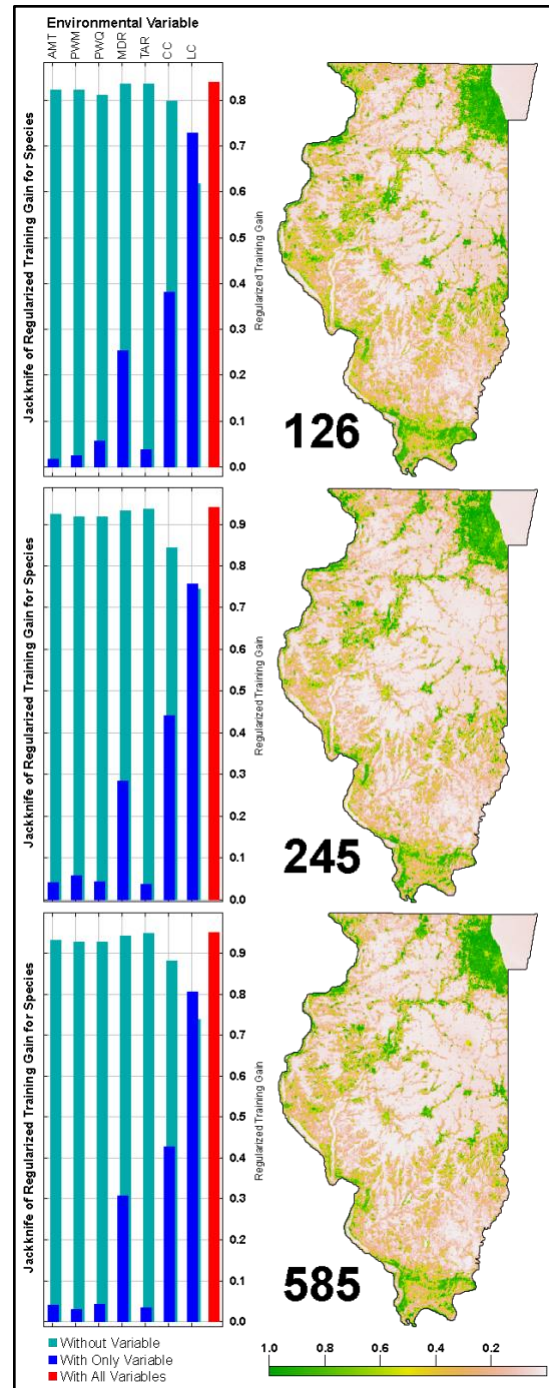 Environmental Variable
AMT
PWM
PWQ
MDR
TAR
CC
LC
Jackknife of Regularized Training Gain for Species
0.8
0.7
0.6
0.5
0.4
0.3
0.2
0.1
0.0
Regularized Training Gain
126
Jackknife of Regularized Training Gain for Species
0.9
0.8
0.7
0.6
0.5
0.4
0.3
0.2
0.1
0.0
Regularized Training Gain
245
Jackknife of Regularized Training Gain for Species
0.9
0.8
0.7
0.6
0.5
0.4
0.3
0.2
0.1
0.0
Regularized Training Gain
585
Without Variable
With Only Variable
With All Variables
1.0 0.8 0.6 0.4 0.2